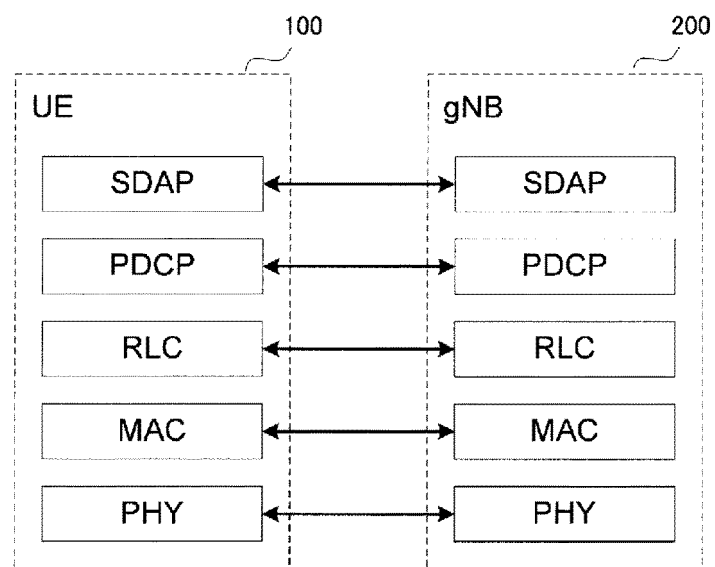 100
200
UE
gNB
SDAP
SDAP
PDCP
PDCP
RLC
RLC
MAC
MAC
PHY
PHY